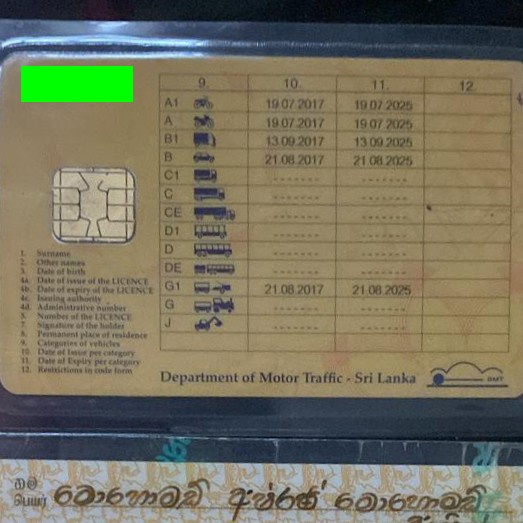 9. 10. 11. 12.
A1 19.07.2017 19.07.2025
A 19.07.2017 19.07.2025
B1 13.09.2017 13.09.2025
B 21.08.2017 21.08.2025
C1 - - - - - - - - - - - - - -
C - - - - - - - - - - - - - -
CE - - - - - - - - - - - - - -
D1 - - - - - - - - - - - - - -
D - - - - - - - - - - - - - -
DE - - - - - - - - - - - - - -
G1 21.08.2017 21.08.2025
G - - - - - - - - - - - - - -
J - - - - - - - - - - - - - -
1. Surname
2. Other names
3. Date of birth
4a. Date of issue of the LICENCE
4b. Date of expiry of the LICENCE
4c. Issuing authority
4d. Administrative number
5. Number of the LICENCE
7. Signature of the holder
8. Permanent place of residence
9. Categories of vehicles
10. Date of Issue per category
11. Date of Expiry per category
12. Restrictions in code form
Department of Motor Traffic - Sri Lanka
DMT
නම
பெயர் මොහොමඩ් අප්රජ් මොහොමඩ්